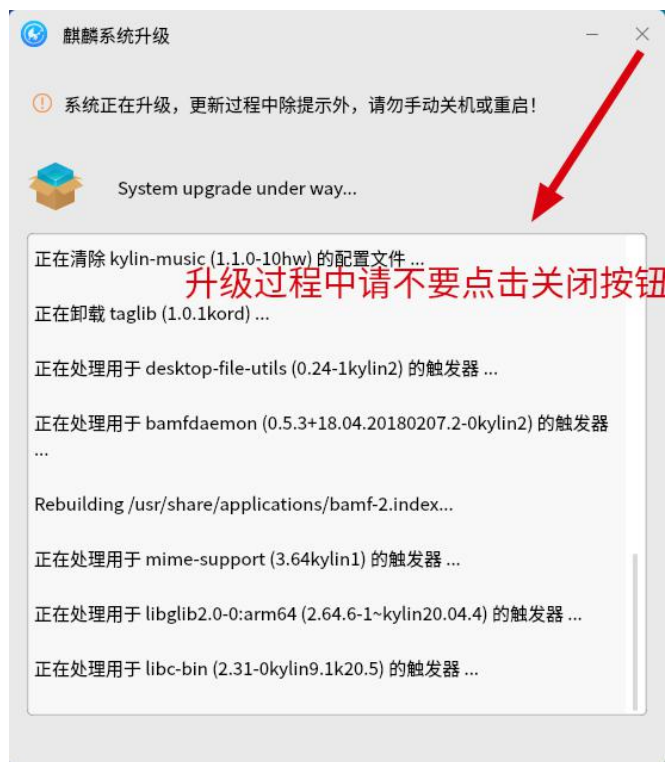 麒麟系统升级
系统正在升级，更新过程中除提示外，请勿手动关机或重启！
System upgrade under way...
正在清除 kylin-music (1.1.0-10hw) 的配置文件 ...
升级过程中请不要点击关闭按钮
正在卸载 taglib (1.0.1kord) ...
正在处理用于 desktop-file-utils (0.24-1kylin2) 的触发器 ...
正在处理用于 bamfdaemon (0.5.3+18.04.20180207.2-0kylin2) 的触发器
...
Rebuilding /usr/share/applications/bamf-2.index...
正在处理用于 mime-support (3.64kylin1) 的触发器 ...
正在处理用于 libglib2.0-0:arm64 (2.64.6-1~kylin20.04.4) 的触发器 ...
正在处理用于 libc-bin (2.31-0kylin9.1k20.5) 的触发器 ...